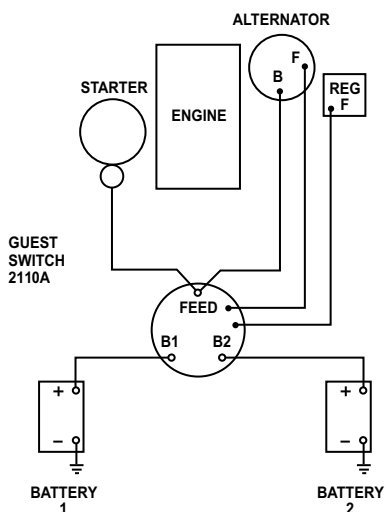 ALTERNATOR
F
B
STARTER
REG
F
ENGINE
GUEST
SWITCH
2110A
FEED
B1 B2
+ +
– –
BATTERY
1
BATTERY
2